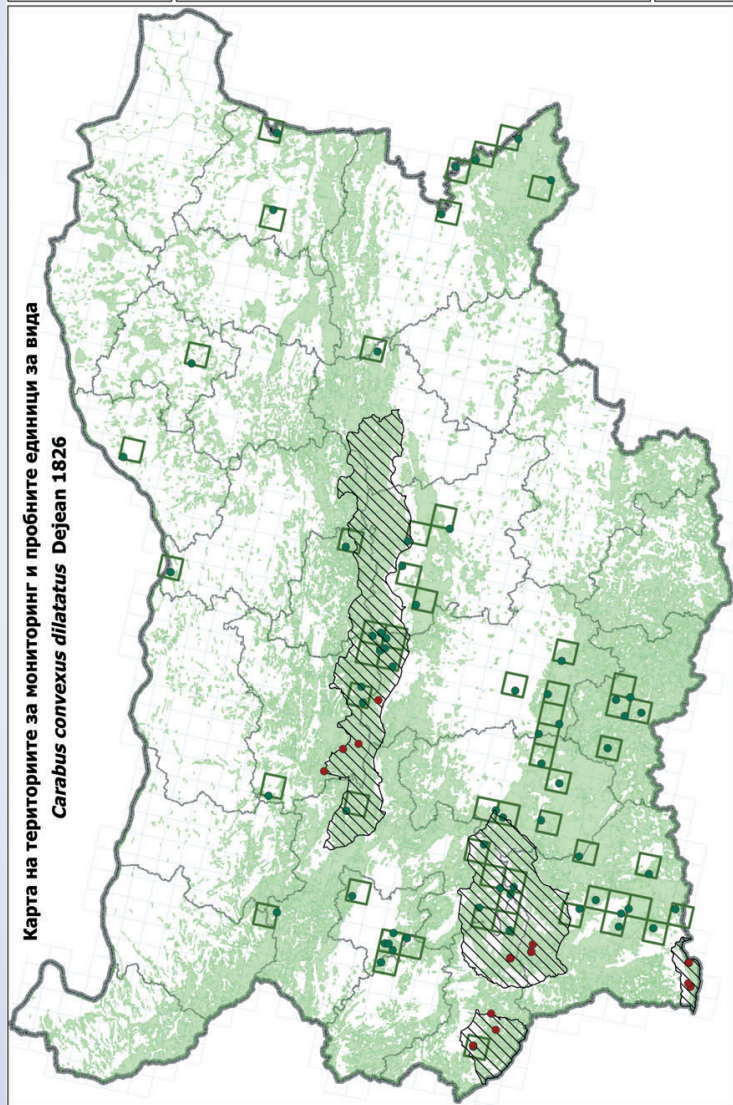 Карта на териториите за мониторинг и пробните единици за вида
Carabus convexus dilatatus Dejean 1826